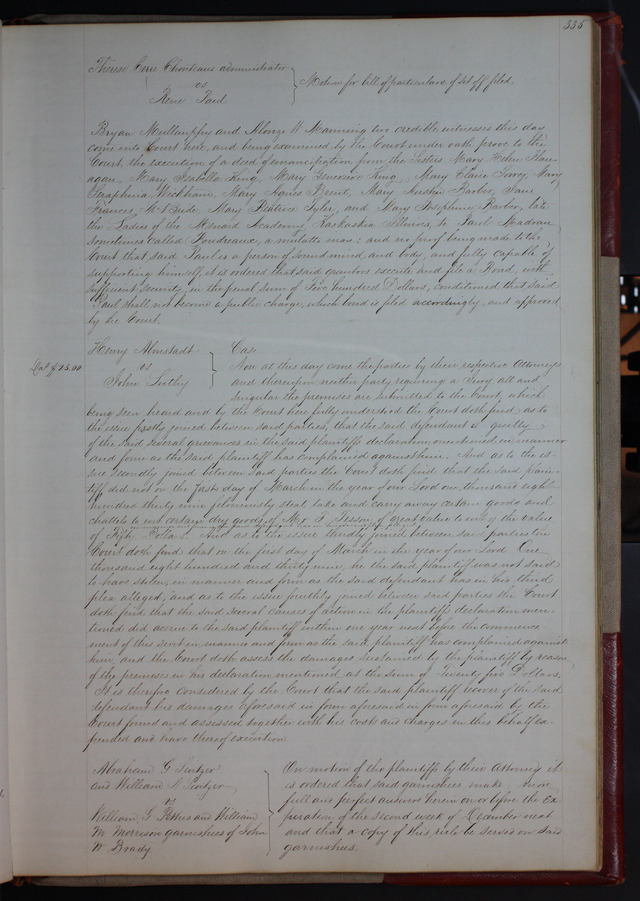 335
Therese Cerre Chouteaus administrator
vs
Rene Paul
Motion for bill of particulars of set off filed.
Bryan Mullanphy and Alonzo W Manning two credible witnesses this day
come into Court here, and being examined by the Court under oath prove to the
Court, the execution of a deed of emancipation from the Sisters Mary Helen Flan-
agan, Mary Isabella King, Mary Genevieve King, Mary Elacie Tivry, Mary
Seraphina Wickham, Mary Agnes Brent, Mary Austin Barber, Jane
Frances McBride, Mary Beatrice Tyler, and Mary Josephine Barber, late
the Ladies of the Menard Academy, Kaskaskia Illinois, to Paul Madran
sometimes called Boudreaux, a mulatto man: and no proof being made to the
Court that said Paul is a person of sound mind, and body, and fully capable of
supporting himself, it is ordered that said grantors execute and file a Bond, with
sufficient security, in the penal sum of Five hundred Dollars, conditioned that said
Paul shall not become a public charge, which bond is filed accordingly, and approved
by the Court.
Henry Almstadt
vs
John Luthy
Dat $25.00
Case
Now at this day come the parties by their respective Attorneys
and thereupon neither party requiring a Jury all and
singular the premises are submitted to the Court, which
being seen heard and by the Court here fully understood the Court doth find, as to
the issue firstly joined between said parties, that the said defendant is guilty
of the said several grievances in the said plaintiffs declaration mentioned in manner
and form as the said plaintiff has complained against him. And as to the is-
sue secondly joined between said parties the Court doth find that the said plain-
tiff did not on the first day of March in the year of our Lord one thousand eight
hundred thirty nine feloniously steal take and carry away certain goods and
chattels to wit certain dry goods of Mr. of great value to wit of the value
of Fifty Dollars. And as to the issue thirdly joined between said parties the
Court doth find that on the first day of March in the year of our Lord One
thousand eight hundred and thirty nine, he the said plaintiff was not said
to have stolen, in manner and form as the said defendant has in his third
plea alleged, and as to the issue fourthly joined between said parties the Court
doth find that the said several causes of action in the plaintiffs declaration men-
tioned did accrue to the said plaintiff within one year next before the commence
ment of this suit in manner and form as the said plaintiff has complained against
him, and the Court doth assess the damages sustained by the plaintiff by reason
of the premises in his declaration mentioned at the sum of Twenty five Dollars.
It is therefore considered by the Court that the said plaintiff recover of the said
defendant his damages aforesaid in form aforesaid in form aforesaid by the
Court found and assessed together with his costs and charges in this behalf ex-
pended and have thereof execution
Abraham G
and William N
vs
William G Pettus and William
M Morrison garnishees of John
W Brady
On motion of the plaintiffs by their Attorney it
is ordered that said garnishees make more
full and perfect answers herein on or before the Ex
piration of the second week of December next
and that a copy of this rule be served on said
garnishees.